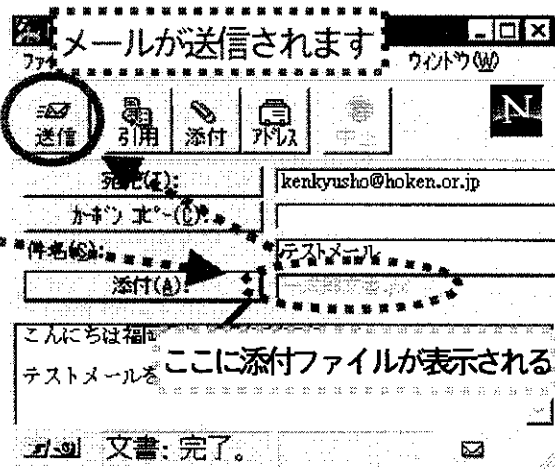 メールが送信されます
ファイ ウィンドウ(W)
送信 引用 添付 アドレス 中止
N
宛先(T): kenkyusho@hoken.or.jp
カーボン コピー(C):
件名(S): テストメール
添付(A):
こんにちは福
テストメールを
ここに添付ファイルが表示される
文書: 完了。